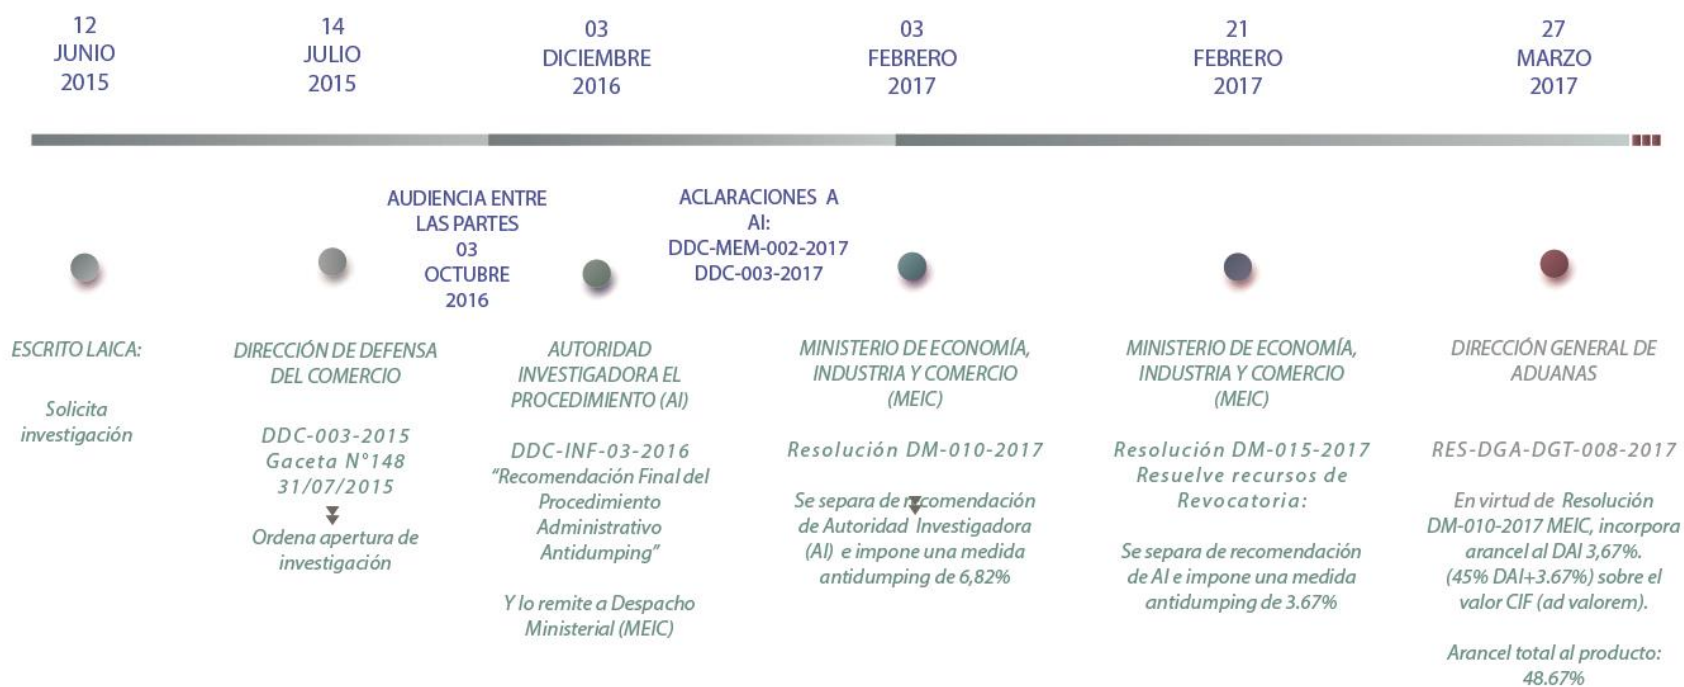 12
JUNIO
2015
14
JULIO
2015
03
DICIEMBRE
2016
03
FEBRERO
2017
21
FEBRERO
2017
27
MARZO
2017
AUDIENCIA ENTRE
LAS PARTES
03
OCTUBRE
2016
ACLARACIONES A
AI:
DDC-MEM-002-2017
DDC-003-2017
ESCRITO LAICA:
Solicita
investigación
DIRECCIÓN DE DEFENSA
DEL COMERCIO
DDC-003-2015
Gaceta N°148
31/07/2015
Ordena apertura de
investigación
AUTORIDAD
INVESTIGADORA EL
PROCEDIMIENTO (AI)
DDC-INF-03-2016
“Recomendación Final del
Procedimiento
Administrativo
Antidumping”
Y lo remite a Despacho
Ministerial (MEIC)
MINISTERIO DE ECONOMÍA,
INDUSTRIA Y COMERCIO
(MEIC)
Resolución DM-010-2017
Se separa de recomendación
de Autoridad Investigadora
(AI) e impone una medida
antidumping de 6,82%
MINISTERIO DE ECONOMÍA,
INDUSTRIA Y COMERCIO
(MEIC)
Resolución DM-015-2017
Resuelve recursos de
Revocatoria:
Se separa de recomendación
de AI e impone una medida
antidumping de 3.67%
DIRECCIÓN GENERAL DE
ADUANAS
RES-DGA-DGT-008-2017
En virtud de Resolución
DM-010-2017 MEIC, incorpora
arancel al DAI 3,67%.
(45% DAI+3.67%) sobre el
valor CIF (ad valorem).
Arancel total al producto:
48.67%